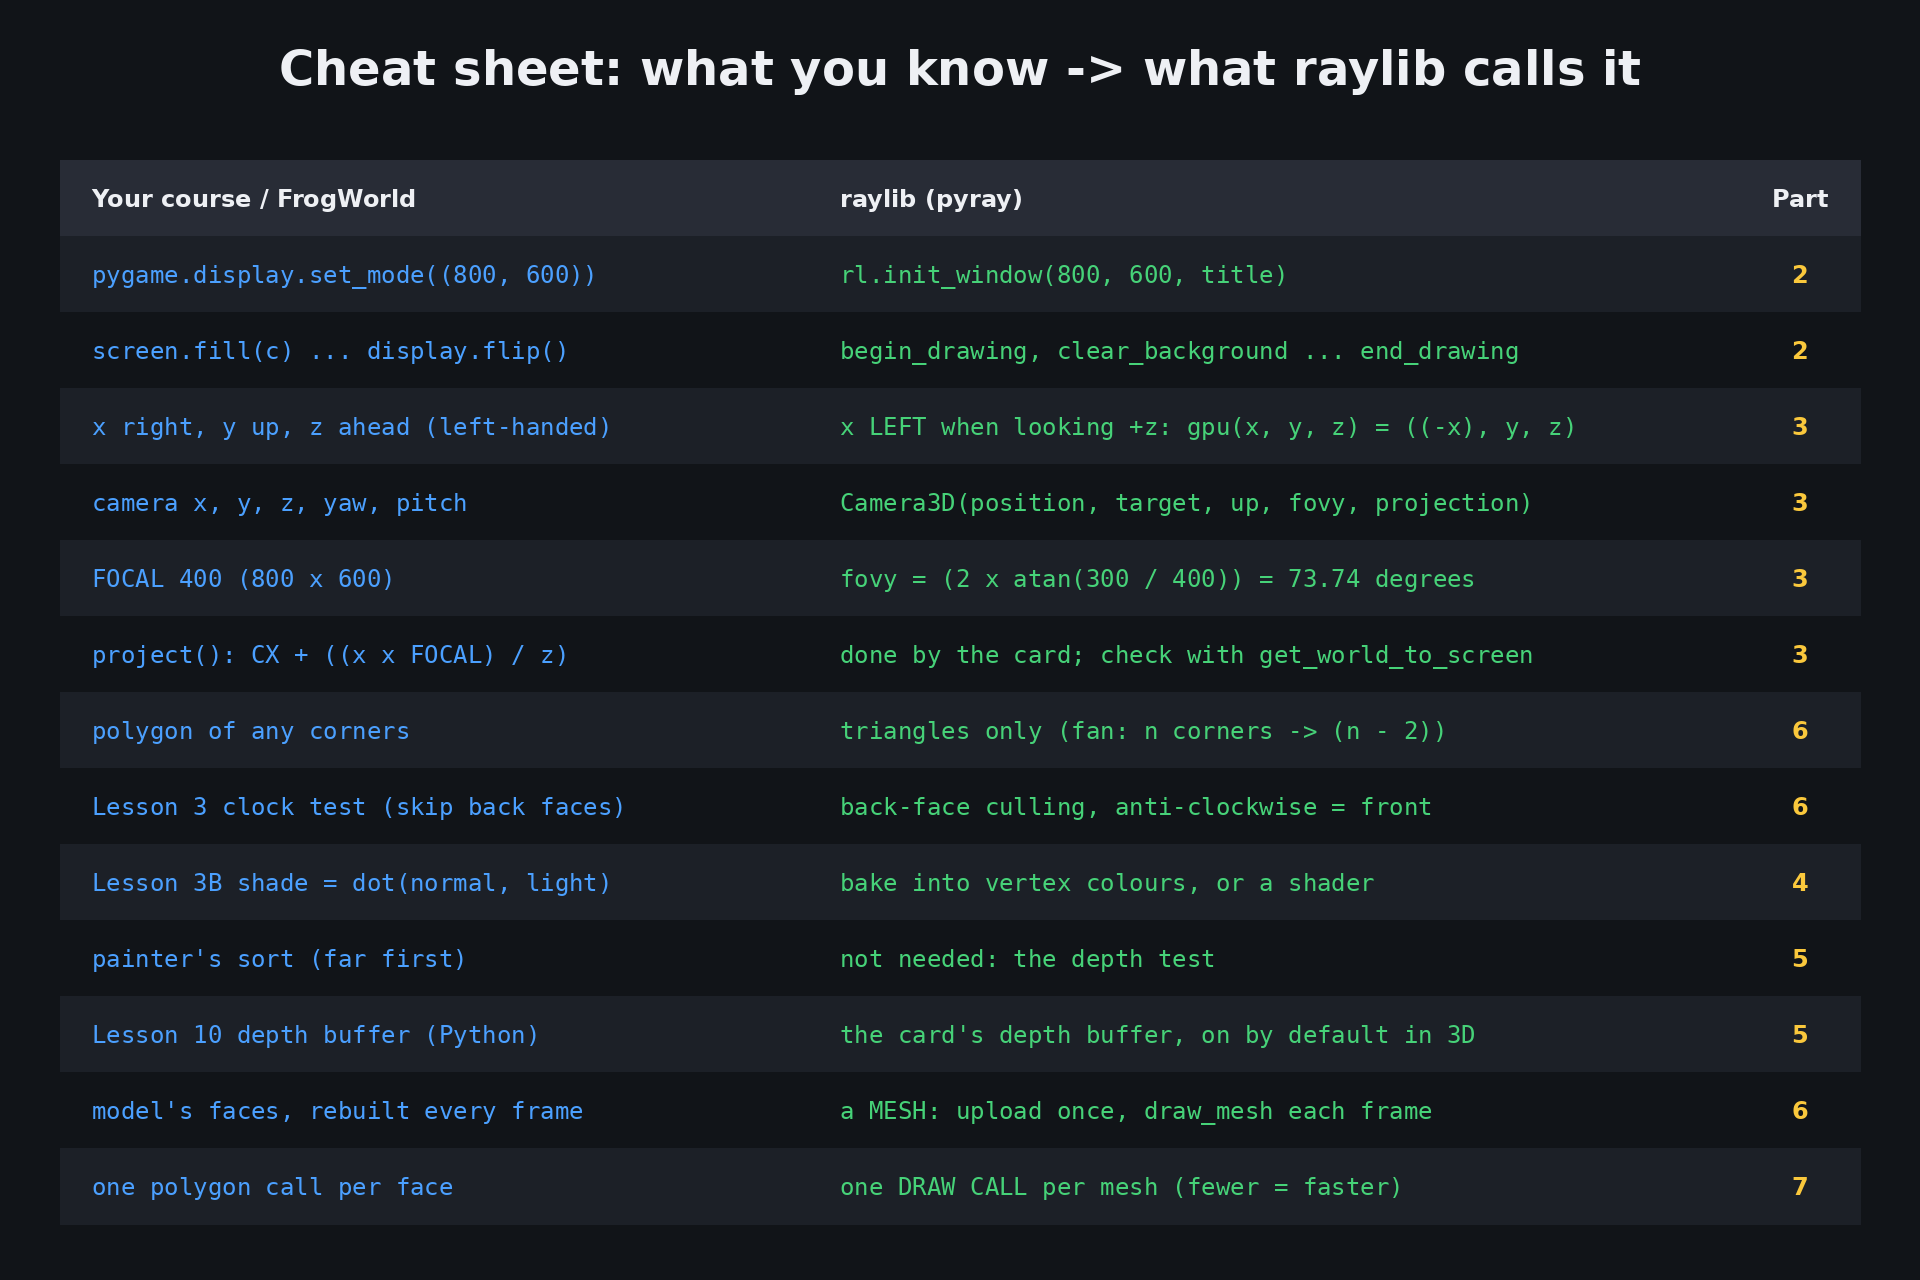 Cheat sheet: what you know -> what raylib calls it
Your course / FrogWorld raylib (pyray) Part
pygame.display.set_mode((800, 600)) rl.init_window(800, 600, title) 2
screen.fill(c) ... display.flip() begin_drawing, clear_background ... end_drawing 2
x right, y up, z ahead (left-handed) x LEFT when looking +z: gpu(x, y, z) = ((-x), y, z) 3
camera x, y, z, yaw, pitch Camera3D(position, target, up, fovy, projection) 3
FOCAL 400 (800 x 600) fovy = (2 x atan(300 / 400)) = 73.74 degrees 3
project(): CX + ((x x FOCAL) / z) done by the card; check with get_world_to_screen 3
polygon of any corners triangles only (fan: n corners -> (n - 2)) 6
Lesson 3 clock test (skip back faces) back-face culling, anti-clockwise = front 6
Lesson 3B shade = dot(normal, light) bake into vertex colours, or a shader 4
painter's sort (far first) not needed: the depth test 5
Lesson 10 depth buffer (Python) the card's depth buffer, on by default in 3D 5
model's faces, rebuilt every frame a MESH: upload once, draw_mesh each frame 6
one polygon call per face one DRAW CALL per mesh (fewer = faster) 7